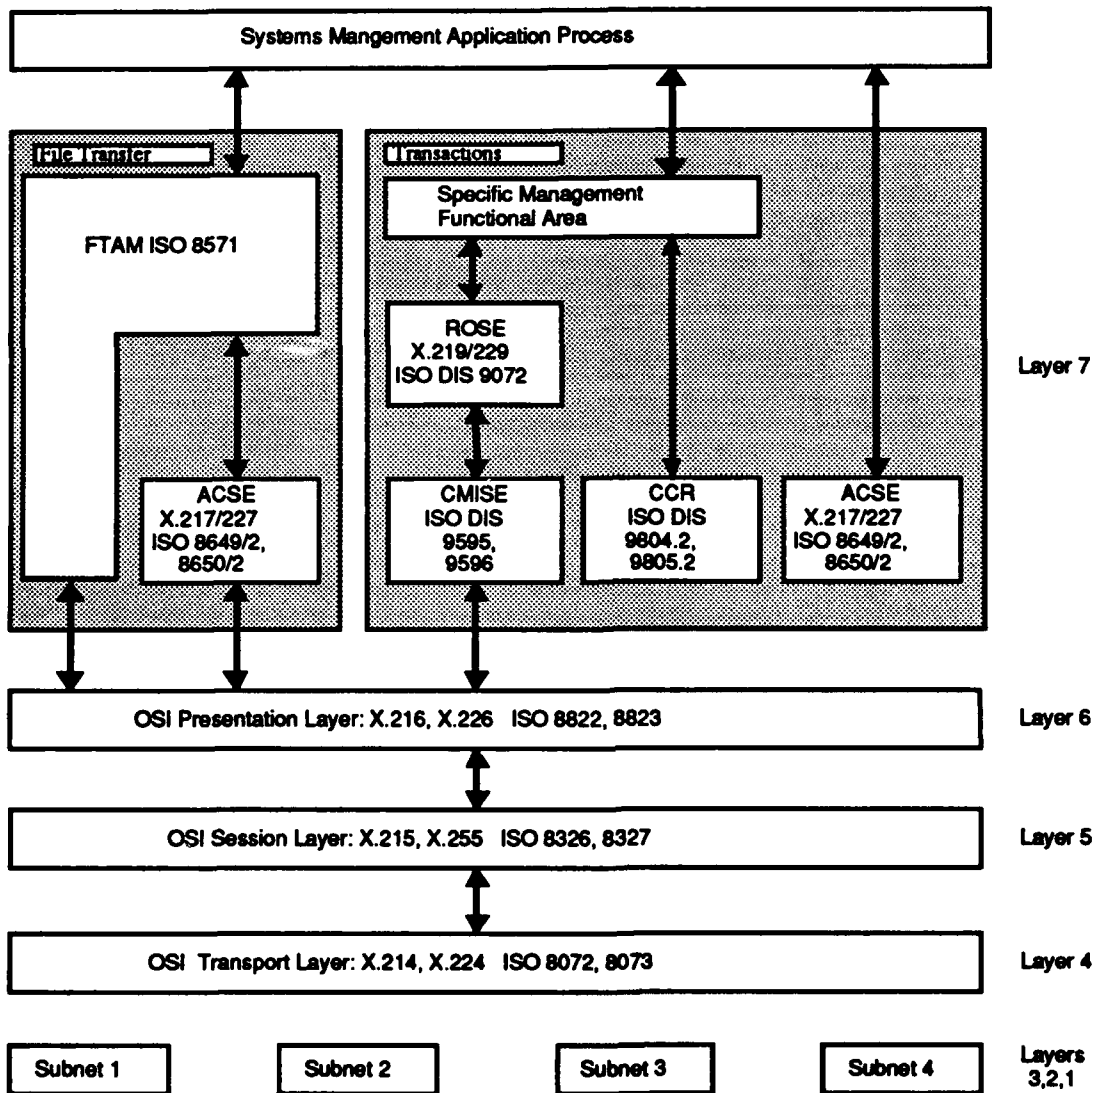 Systems Mangement Application Process
File Transfer
FTAM ISO 8571
ACSE
X.217/227
ISO 8649/2,
8650/2
Transactions
Specific Management
Functional Area
ROSE
X.219/229
ISO DIS 9072
CMISE
ISO DIS
9595,
9596
CCR
ISO DIS
9804.2,
9805.2
ACSE
X.217/227
ISO 8649/2,
8650/2
Layer 7
OSI Presentation Layer: X.216, X.226 ISO 8822, 8823
Layer 6
OSI Session Layer: X.215, X.255 ISO 8326, 8327
Layer 5
OSI Transport Layer: X.214, X.224 ISO 8072, 8073
Layer 4
Subnet 1
Subnet 2
Subnet 3
Subnet 4
Layers
3,2,1